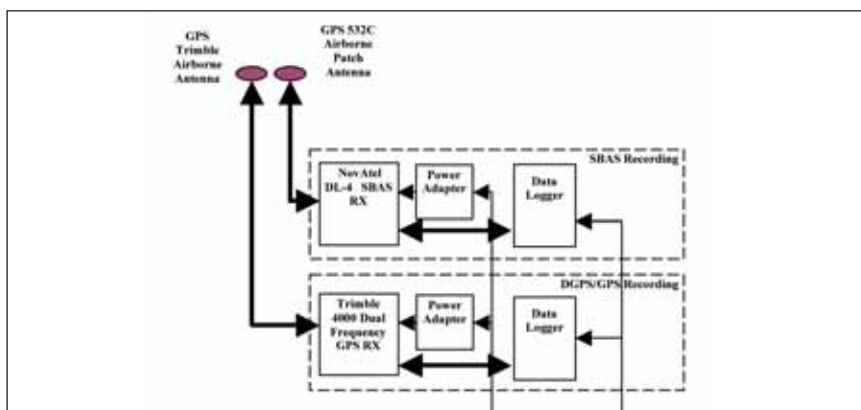 GPS
Trimble
Airborne
Antenna
GPS 532C
Airborne
Patch
Antenna
SBAS Recording
NovAtel
DL-4 SBAS
RX
Power
Adapter
Data
Logger
DGPS/GPS Recording
Trimble
4000 Dual
Frequency
GPS RX
Power
Adapter
Data
Logger